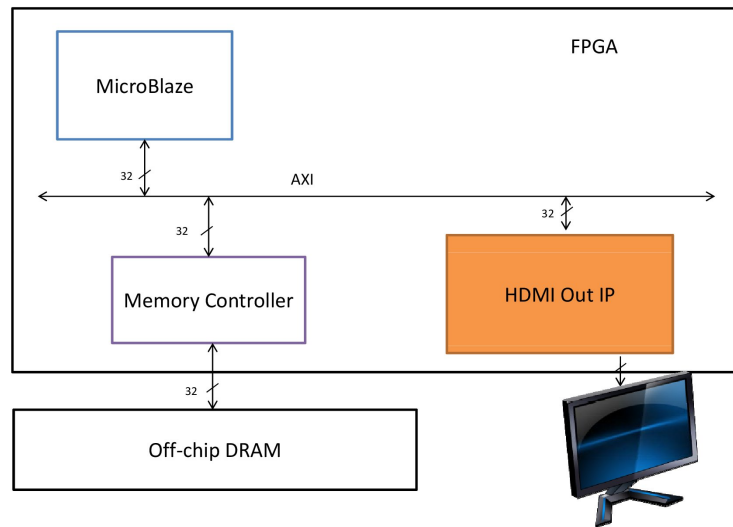 FPGA
MicroBlaze
32
AXI
32
32
Memory Controller
HDMI Out IP
32
Off-chip DRAM